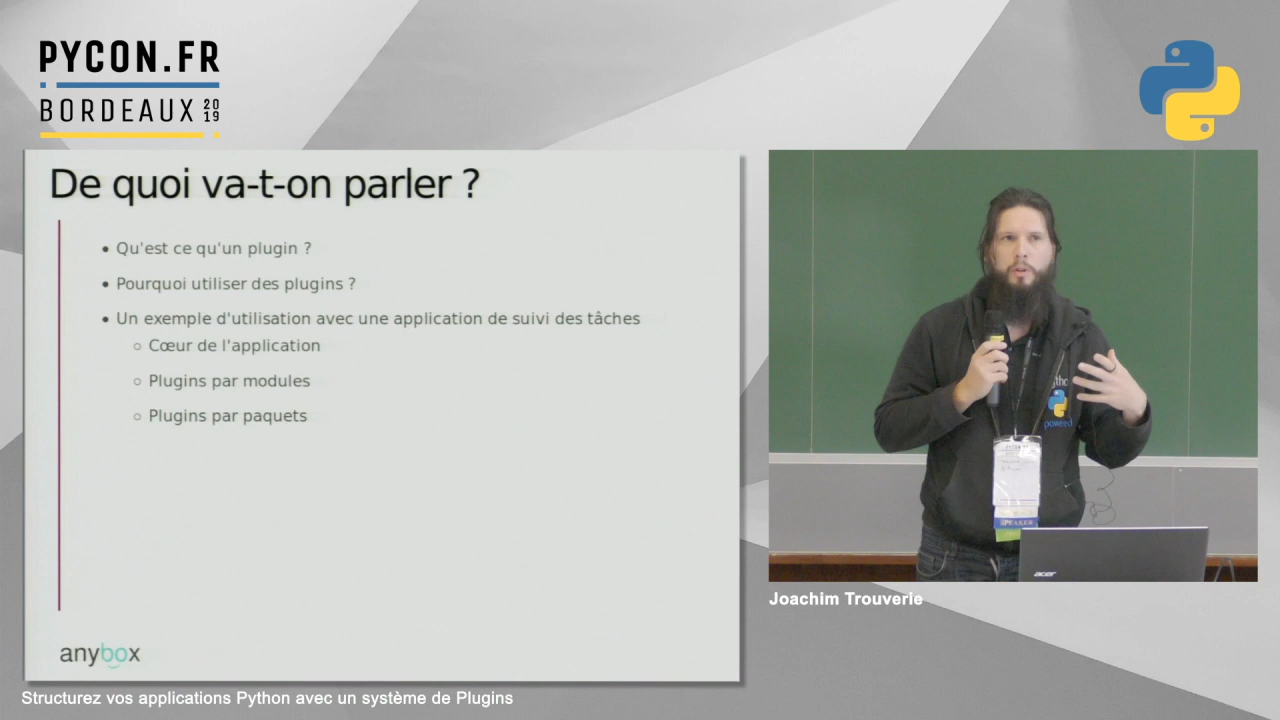 PYCON.FR
BORDEAUX 2019
De quoi va-t-on parler ?
• Qu'est ce qu'un plugin ?
• Pourquoi utiliser des plugins ?
• Un exemple d'utilisation avec une application de suivi des tâches
○ Cœur de l'application
○ Plugins par modules
○ Plugins par paquets
anybox
powered
SPEAKER
acer
Joachim Trouverie
Structurez vos applications Python avec un système de Plugins